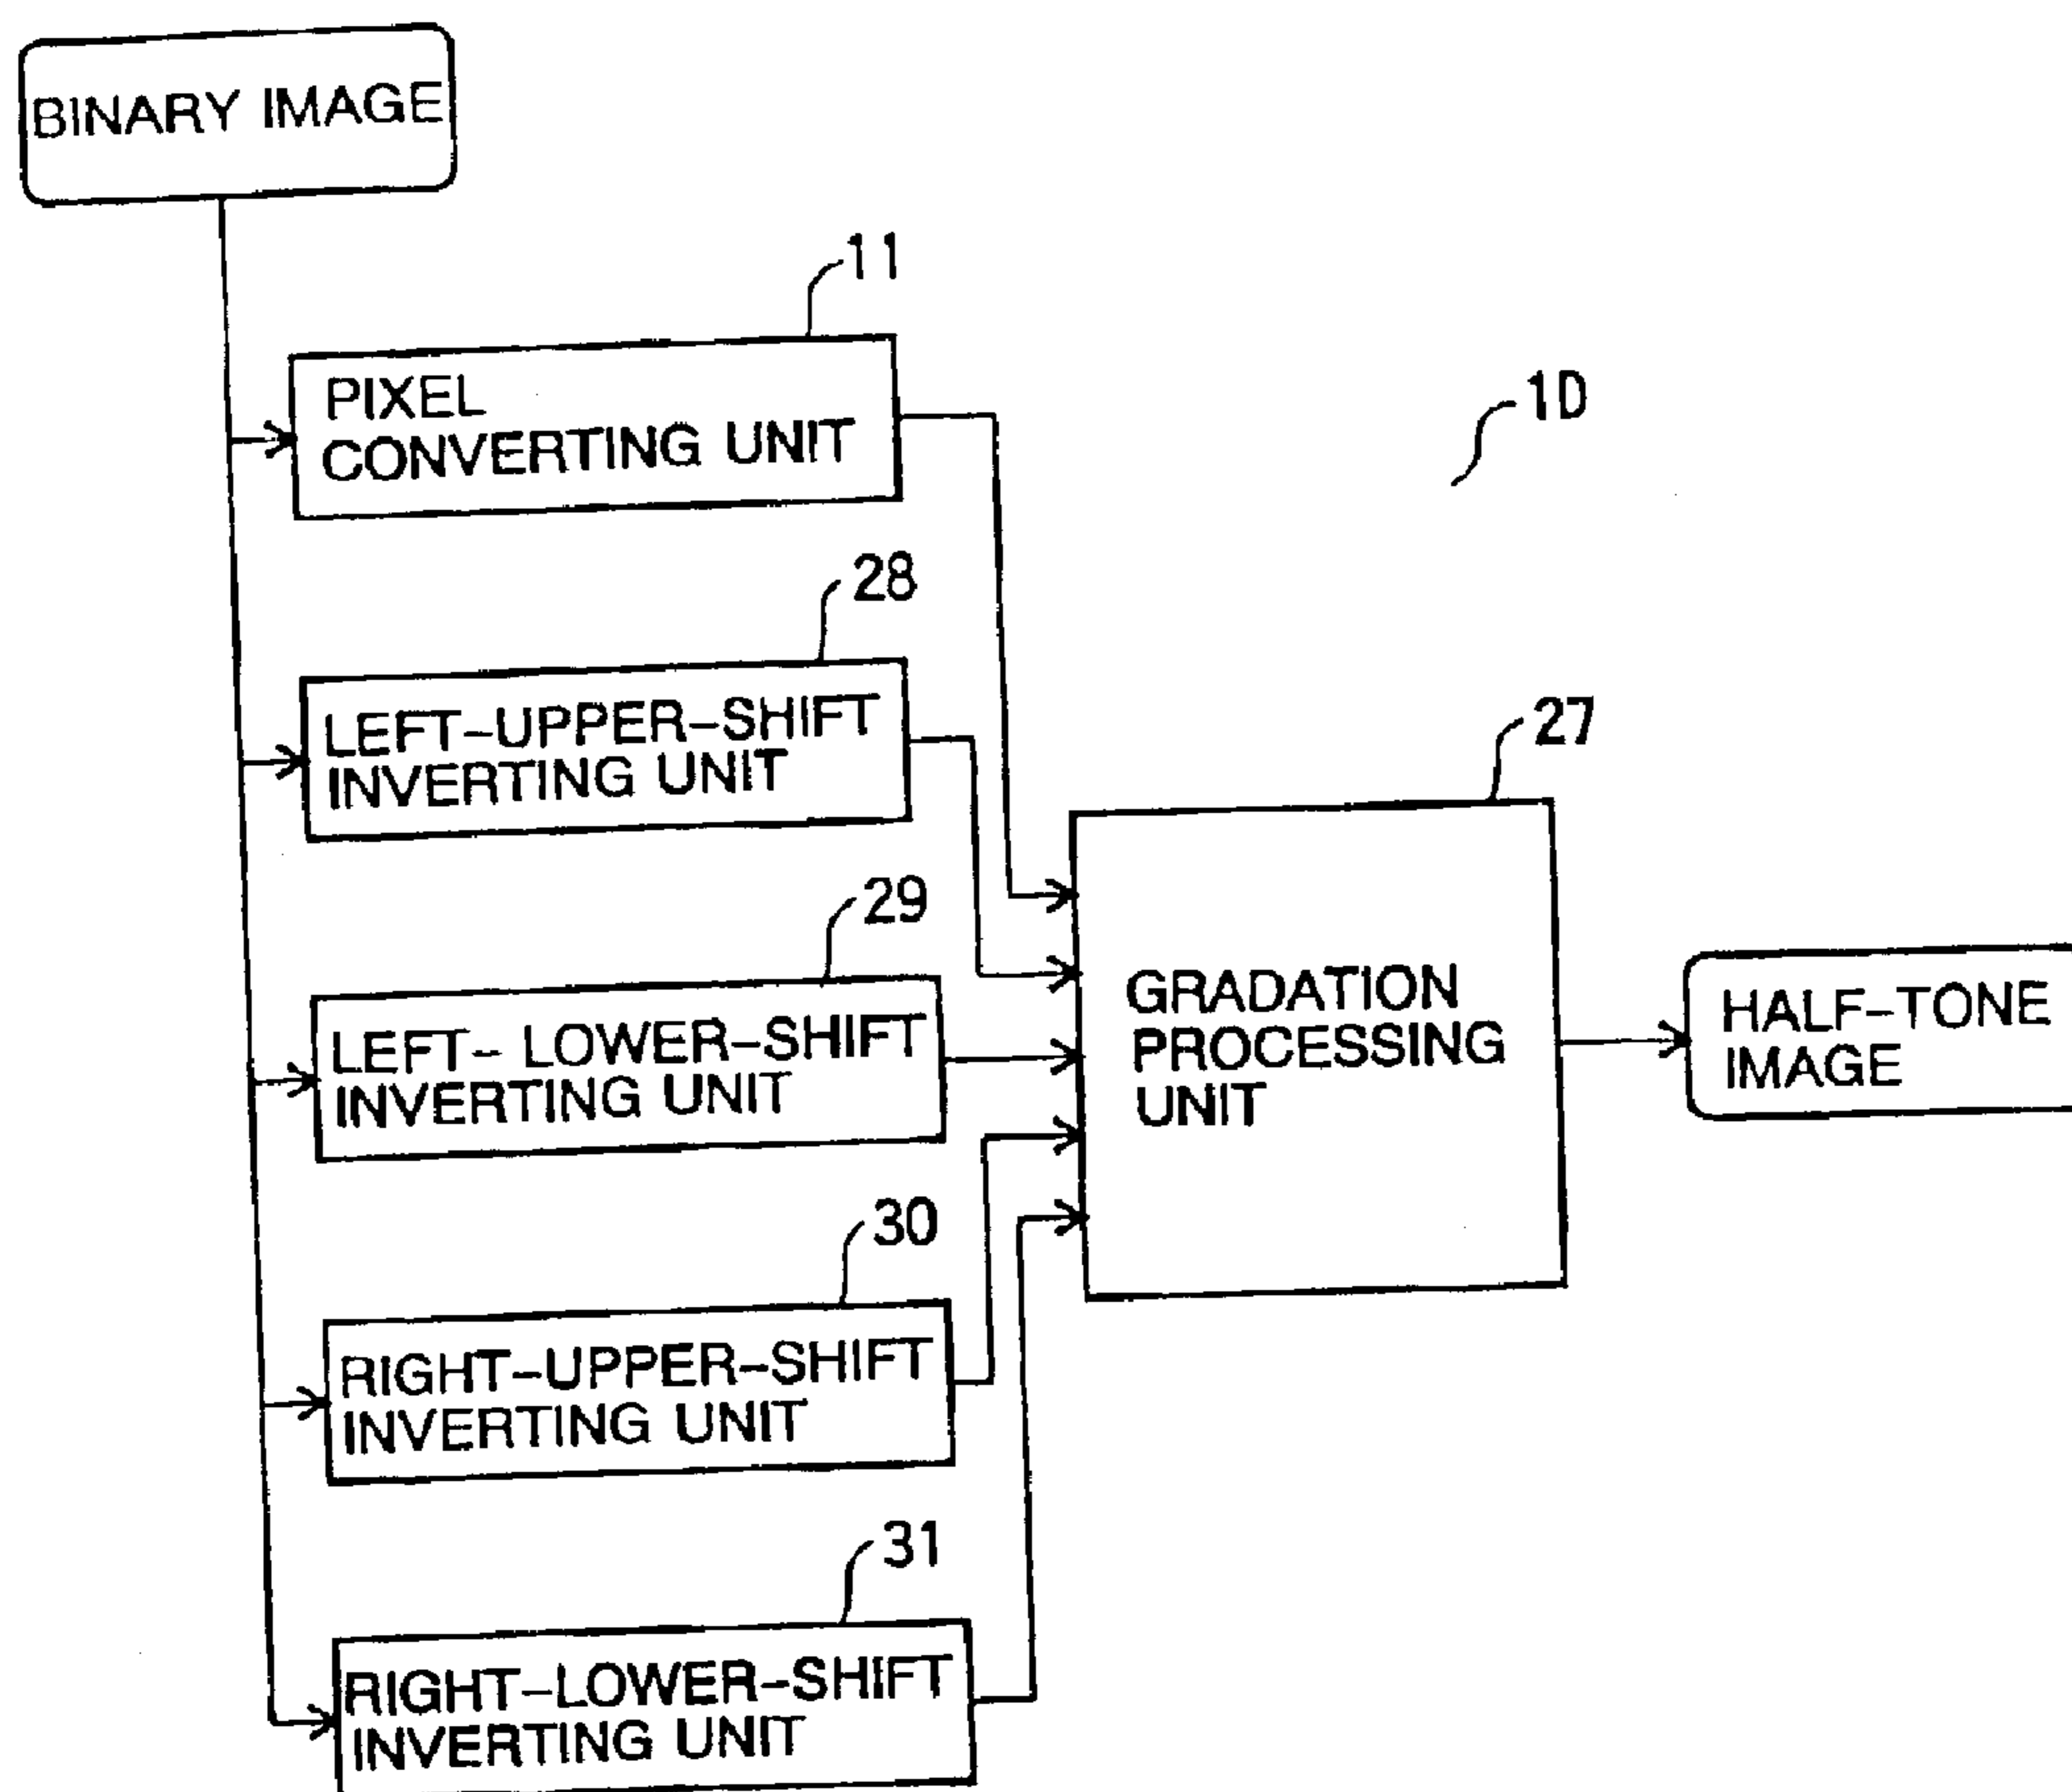 BINARY IMAGE
11
PIXEL
CONVERTING UNIT
1D
28
LEFT-UPPER-SHIFT
INVERTING UNIT
27
29
LEFT- LOWER-SHIFT
INVERTING UNIT
GRADATION
PROCESSING
UNIT
HALF-TONE
IMAGE
30
RIGHT-UPPER-SHIFT
INVERTING UNIT
31
RIGHT-LOWER-SHIFT
INVERTING UNIT